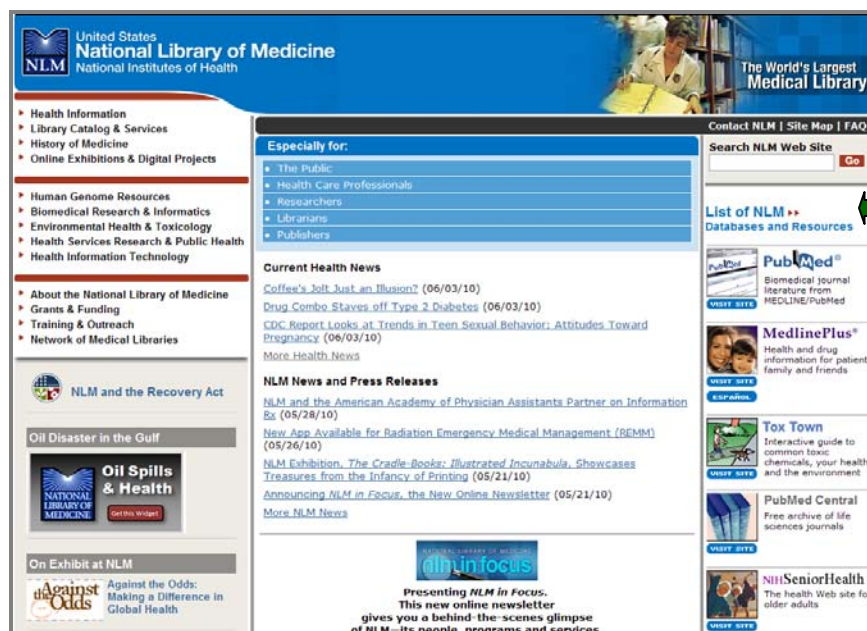 United States
National Library of Medicine
National Institutes of Health
NLM
The World's Largest
Medical Library
Health Information
Library Catalog & Services
History of Medicine
Online Exhibitions & Digital Projects
Human Genome Resources
Biomedical Research & Informatics
Environmental Health & Toxicology
Health Services Research & Public Health
Health Information Technology
About the National Library of Medicine
Grants & Funding
Training & Outreach
Network of Medical Libraries
NLM and the Recovery Act
Oil Disaster in the Gulf
NATIONAL
LIBRARY OF
MEDICINE
Oil Spills
& Health
Get this Widget
On Exhibit at NLM
Against
the Odds
Against the Odds:
Making a Difference in
Global Health
Especially for:
The Public
Health Care Professionals
Researchers
Librarians
Publishers
Current Health News
Coffee's Jolt Just an Illusion? (06/03/10)
Drug Combo Staves off Type 2 Diabetes (06/03/10)
CDC Report Looks at Trends in Teen Sexual Behavior; Attitudes Toward
Pregnancy (06/03/10)
More Health News
NLM News and Press Releases
NLM and the American Academy of Physician Assistants Partner on Information
Rx (05/28/10)
New App Available for Radiation Emergency Medical Management (REMM)
(05/26/10)
NLM Exhibition, The Cradle-Books: Illustrated Incunabula, Showcases
Treasures from the Infancy of Printing (05/21/10)
Announcing NLM in Focus, the New Online Newsletter (05/21/10)
More NLM News
NATIONAL LIBRARY OF MEDICINE
nlm in focus
Presenting NLM in Focus.
This new online newsletter
gives you a behind-the-scenes glimpse
of NLM—its people, programs and services
Contact NLM | Site Map | FAQ
Search NLM Web Site
Go
List of NLM
Databases and Resources
PubMed
VISIT SITE
PubMed®
Biomedical journal
literature from
MEDLINE/PubMed
MedlinePlus®
Health and drug
information for patient
family and friends
VISIT SITE
ESPAÑOL
Tox Town
Interactive guide to
common toxic
chemicals, your health
and the environment
VISIT SITE
PubMed Central
Free archive of life
sciences journals
VISIT SITE
NIHSeniorHealth
The health Web site fo
older adults
VISIT SITE